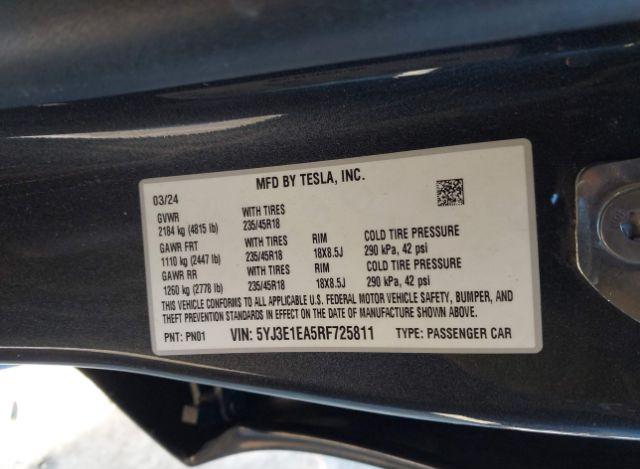 MFD BY TESLA, INC.
03/24
GVWR WITH TIRES
2184 kg (4815 lb) 235/45R18
GAWR FRT WITH TIRES RIM COLD TIRE PRESSURE
1110 kg (2447 lb) 235/45R18 18X8.5J 290 kPa, 42 psi
GAWR RR WITH TIRES RIM COLD TIRE PRESSURE
1260 kg (2778 lb) 235/45R18 18X8.5J 290 kPa, 42 psi
THIS VEHICLE CONFORMS TO ALL APPLICABLE U.S. FEDERAL MOTOR VEHICLE SAFETY, BUMPER, AND
THEFT PREVENTION STANDARDS IN EFFECT ON THE DATE OF MANUFACTURE SHOWN ABOVE.
PNT: PN01 VIN: 5YJ3E1EA5RF725811 TYPE: PASSENGER CAR